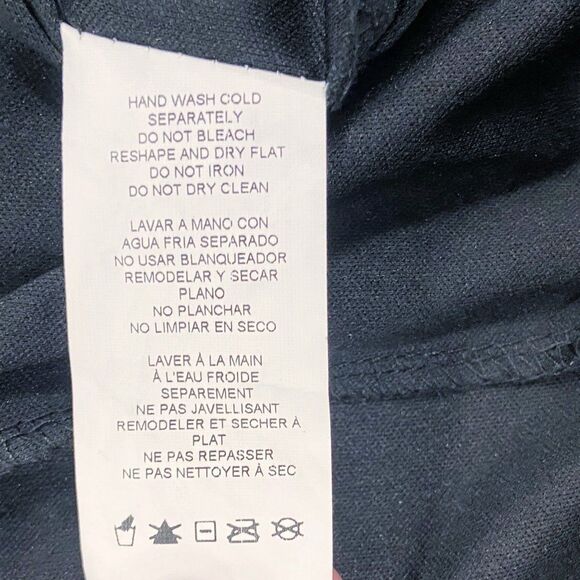 HAND WASH COLD
SEPARATELY
DO NOT BLEACH
RESHAPE AND DRY FLAT
DO NOT IRON
DO NOT DRY CLEAN
LAVAR A MANO CON
AGUA FRIA SEPARADO
NO USAR BLANQUEADOR
REMODELAR Y SECAR
PLANO
NO PLANCHAR
NO LIMPIAR EN SECO
LAVER À LA MAIN
À L'EAU FROIDE
SEPAREMENT
NE PAS JAVELLISANT
REMODELER ET SECHER À
PLAT
NE PAS REPASSER
NE PAS NETTOYER À SEC